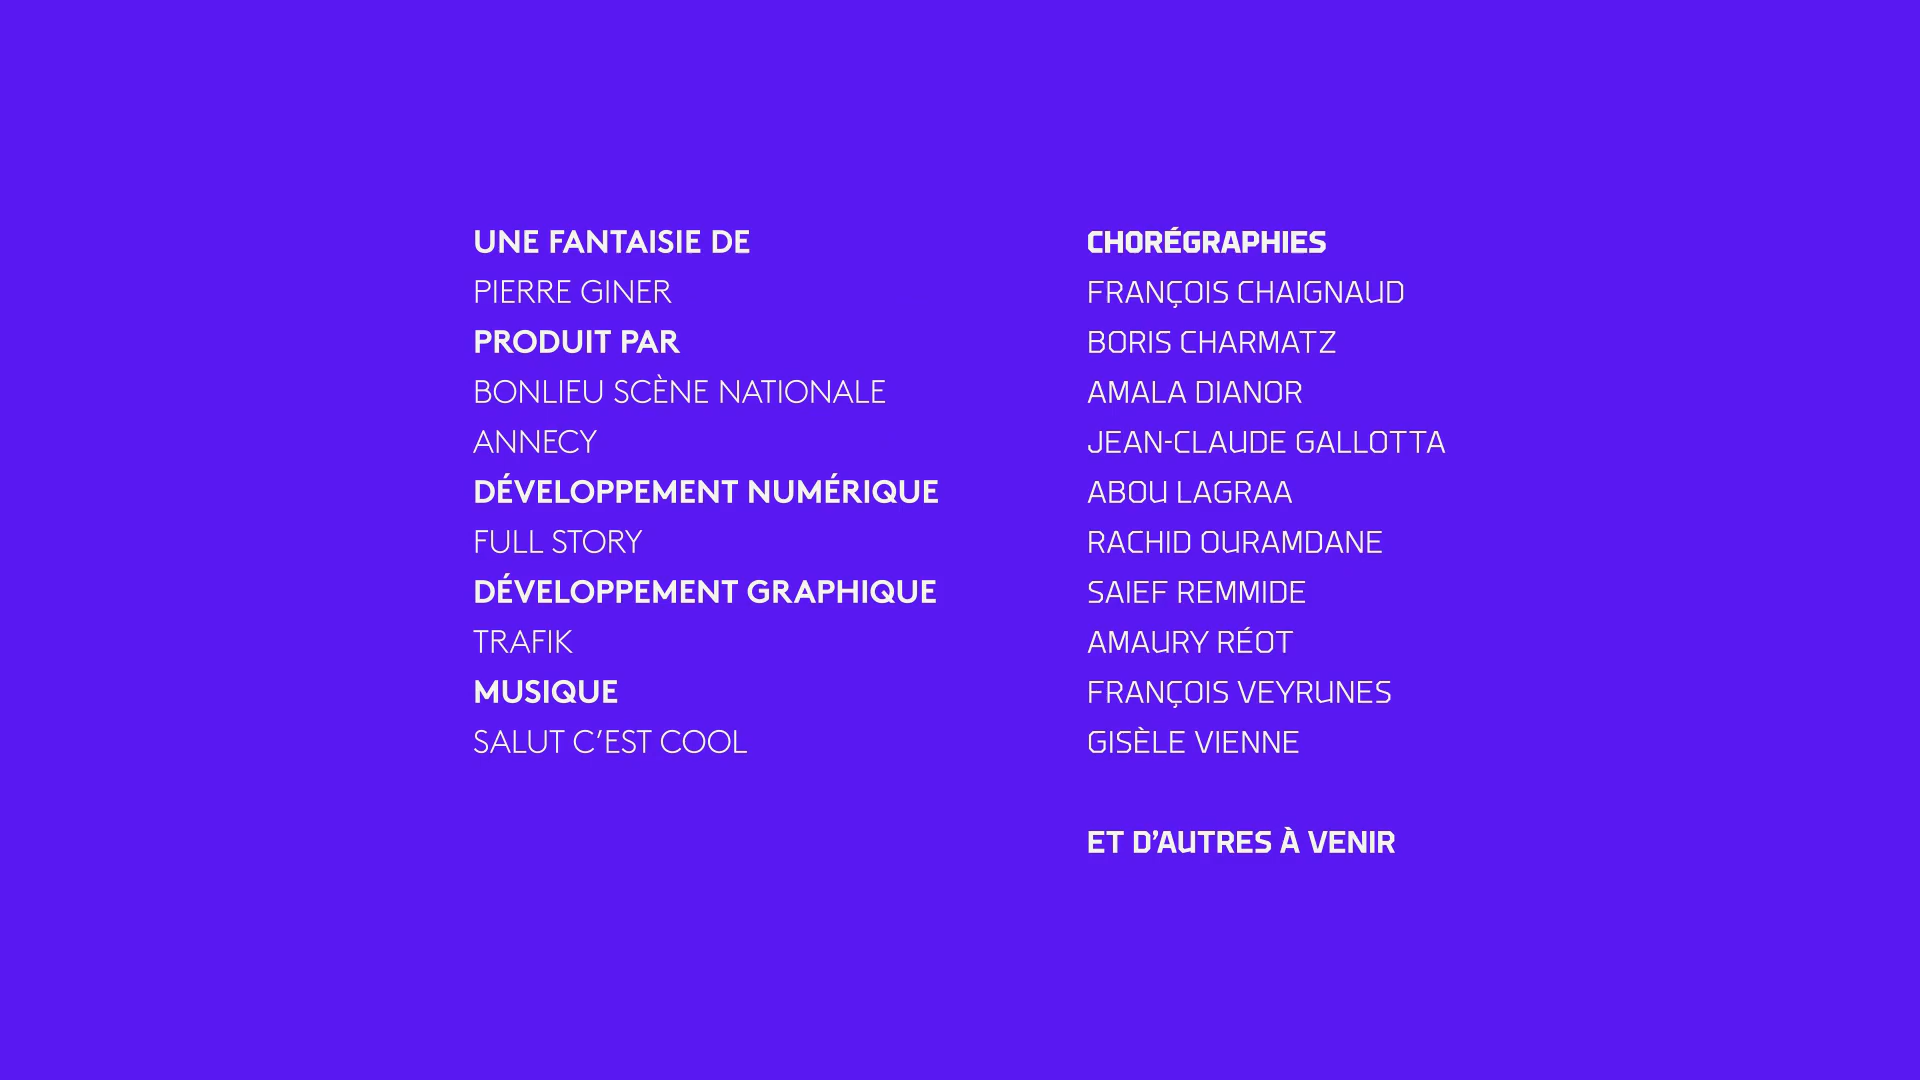 UNE FANTAISIE DE
PIERRE GINER
PRODUIT PAR
BONLIEU SCÈNE NATIONALE
ANNECY
DÉVELOPPEMENT NUMÉRIQUE
FULL STORY
DÉVELOPPEMENT GRAPHIQUE
TRAFIK
MUSIQUE
SALUT C’EST COOL
CHORÉGRAPHIES
FRANÇOIS CHAIGNAUD
BORIS CHARMATZ
AMALA DIANOR
JEAN-CLAUDE GALLOTTA
ABOU LAGRAA
RACHID OURAMDANE
SAIEF REMMIDE
AMAURY RÉOT
FRANÇOIS VEYRUNES
GISÈLE VIENNE
ET D’AUTRES À VENIR